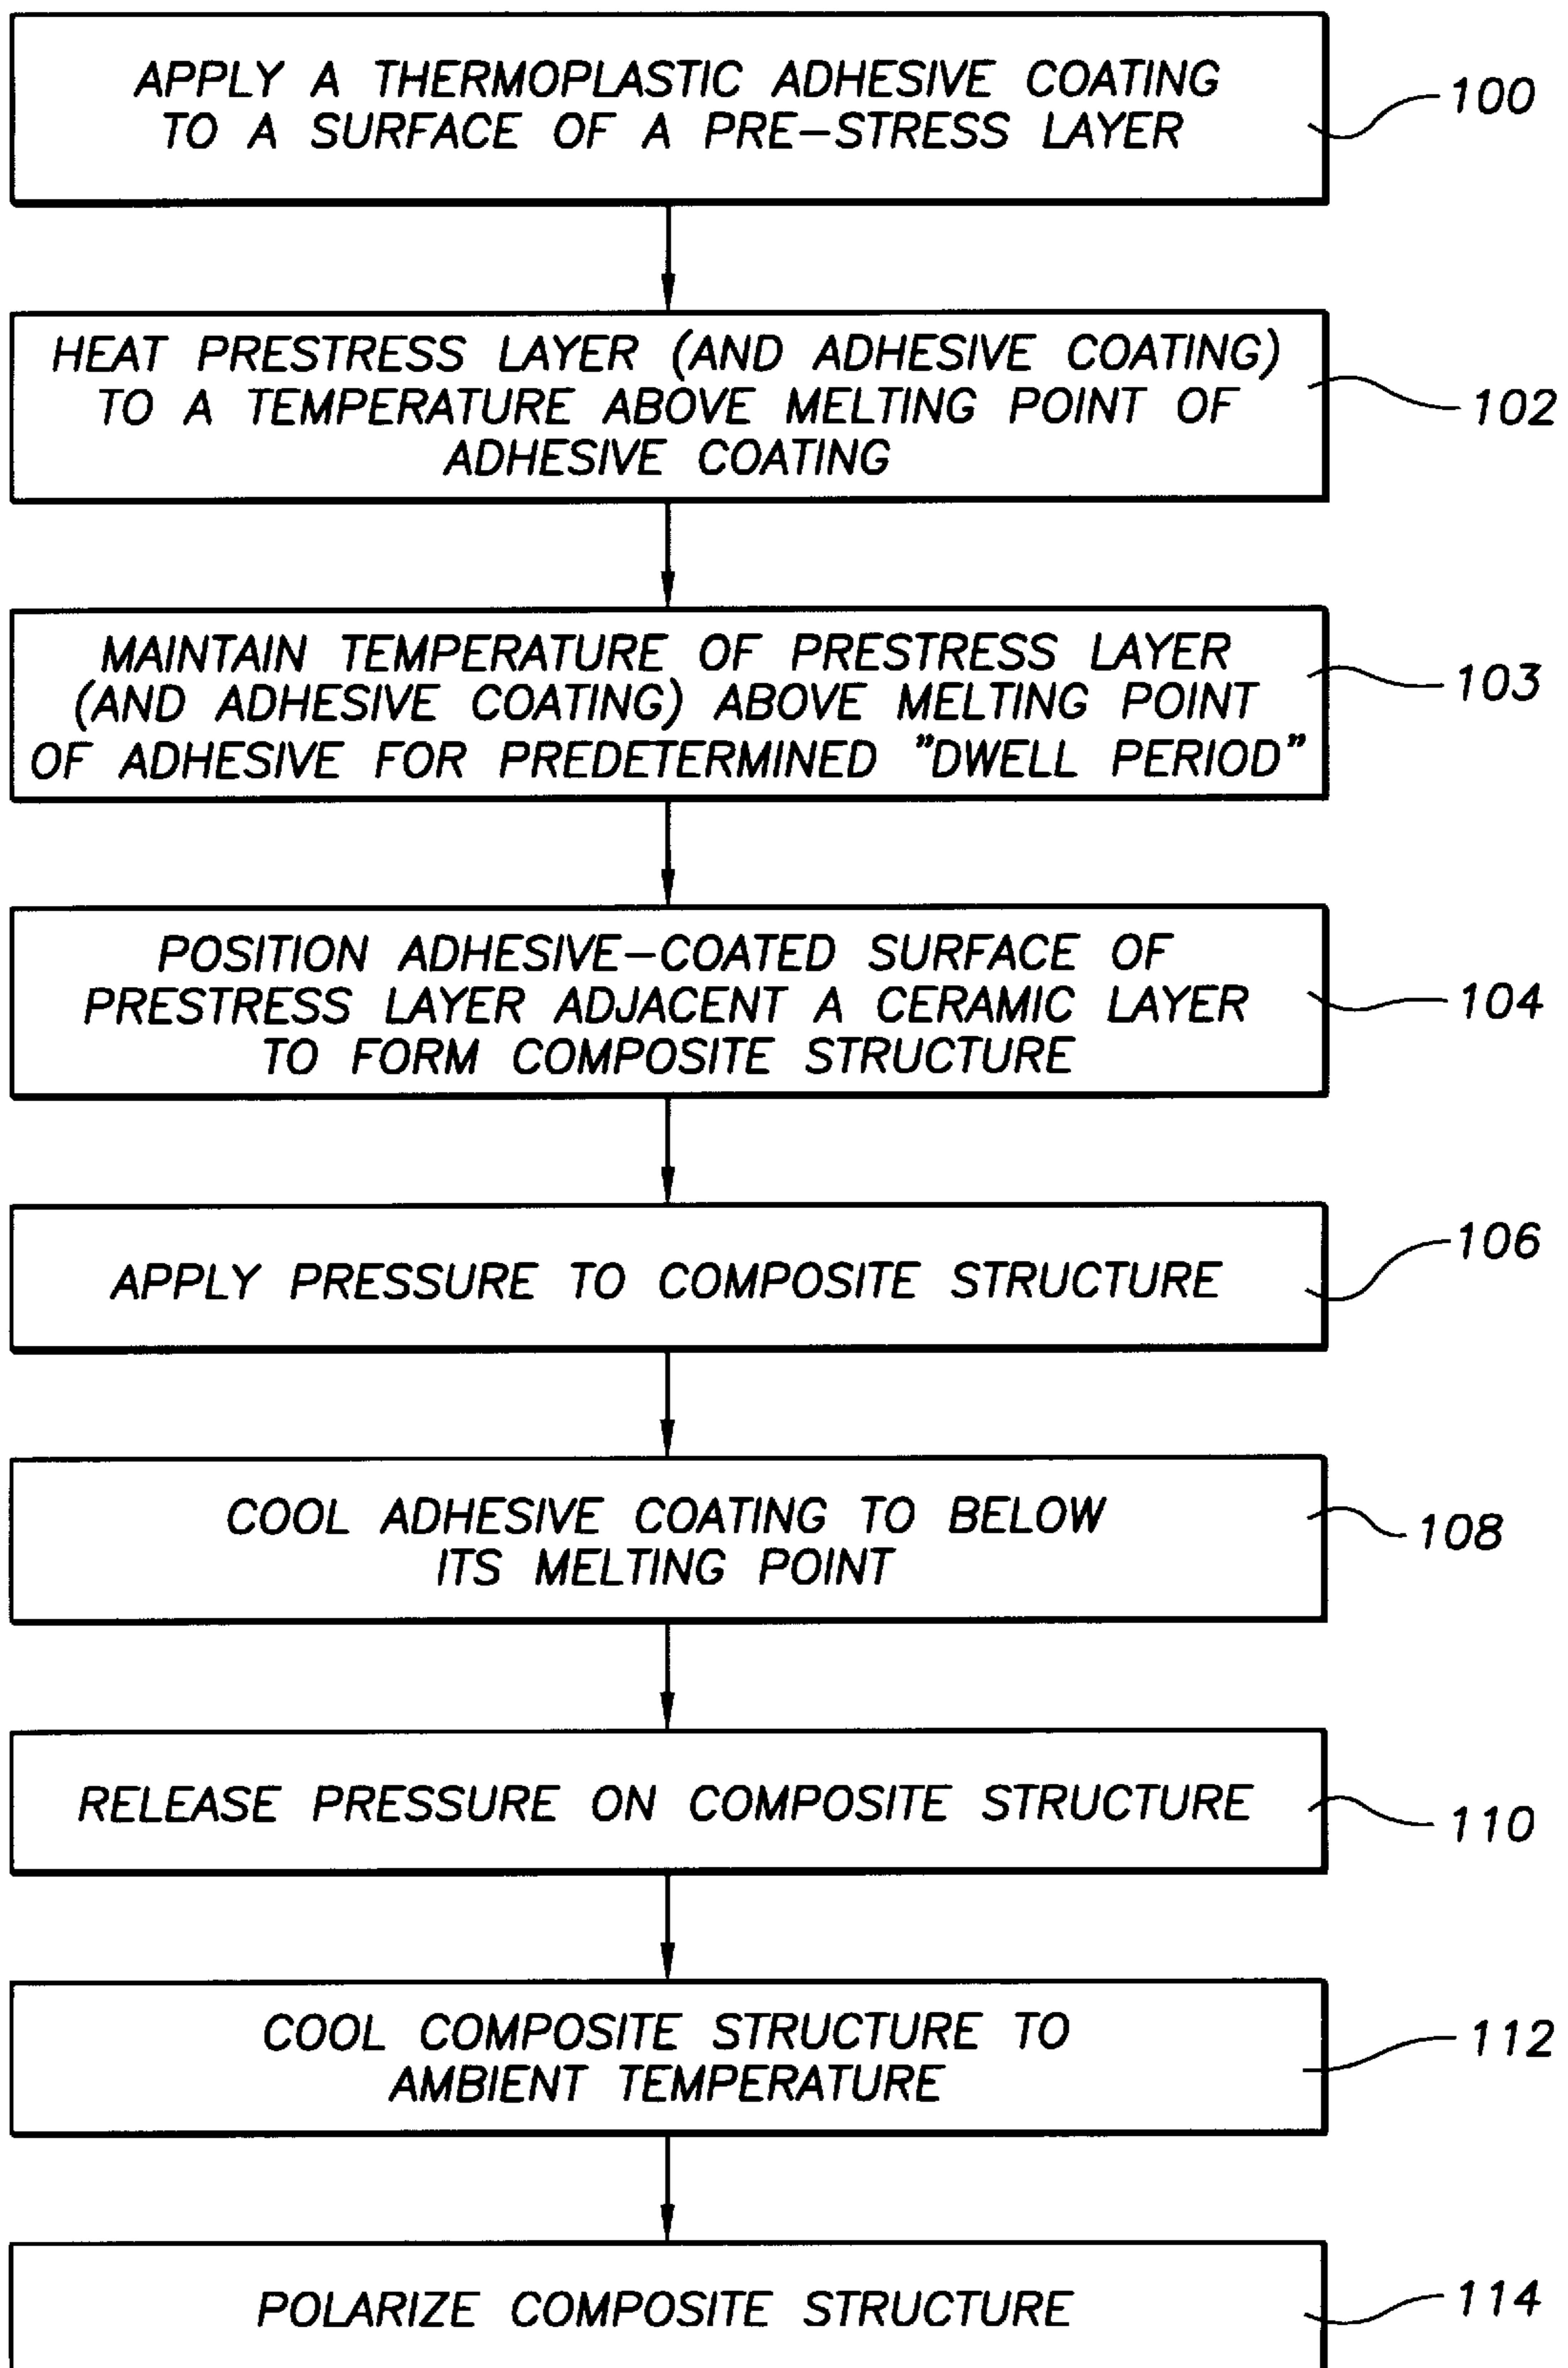 APPLY A THERMOPLASTIC ADHESIVE COATING
TO A SURFACE OF A PRE-STRESS LAYER
100
HEAT PRESTRESS LAYER (AND ADHESIVE COATING)
TO A TEMPERATURE ABOVE MELTING POINT OF
ADHESIVE COATING
102
MAINTAIN TEMPERATURE OF PRESTRESS LAYER
(AND ADHESIVE COATING) ABOVE MELTING POINT
OF ADHESIVE FOR PREDETERMINED "DWELL PERIOD"
103
POSITION ADHESIVE-COATED SURFACE OF
PRESTRESS LAYER ADJACENT A CERAMIC LAYER
TO FORM COMPOSITE STRUCTURE
104
APPLY PRESSURE TO COMPOSITE STRUCTURE
106
COOL ADHESIVE COATING TO BELOW
ITS MELTING POINT
108
RELEASE PRESSURE ON COMPOSITE STRUCTURE
110
COOL COMPOSITE STRUCTURE TO
AMBIENT TEMPERATURE
112
POLARIZE COMPOSITE STRUCTURE
114